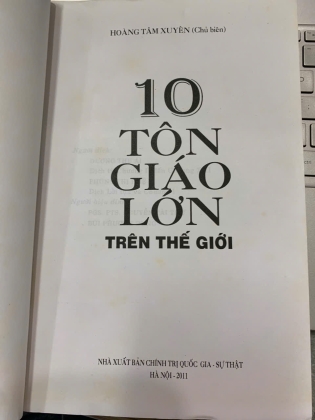 HOÀNG TÂM XUYÊN (Chủ biên)
10
TÔN
GIÁO
LỚN
TRÊN THẾ GIỚI
NHÀ XUẤT BẢN CHÍNH TRỊ QUỐC GIA - SỰ THẬT
HÀ NỘI - 2011